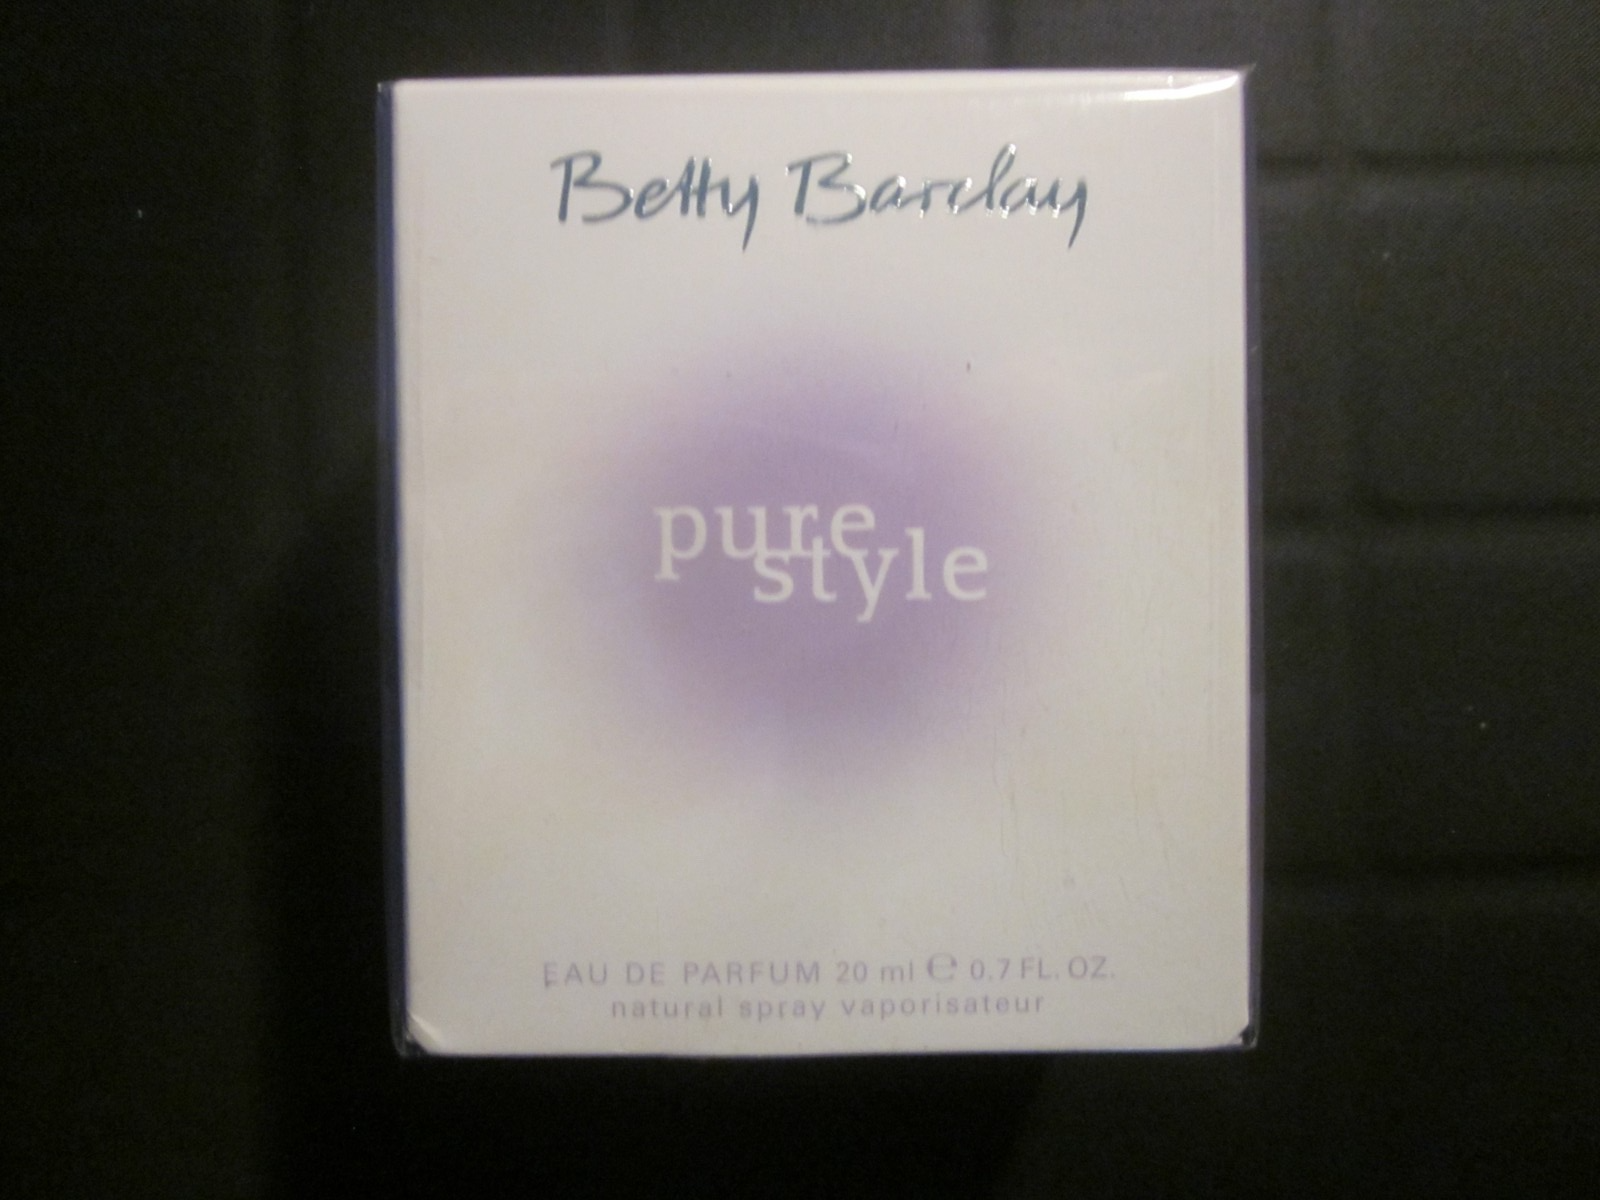 Betty Barclay
pure
style
EAU DE PARFUM 20 ml ℮ 0.7 FL. OZ.
natural spray vaporisateur